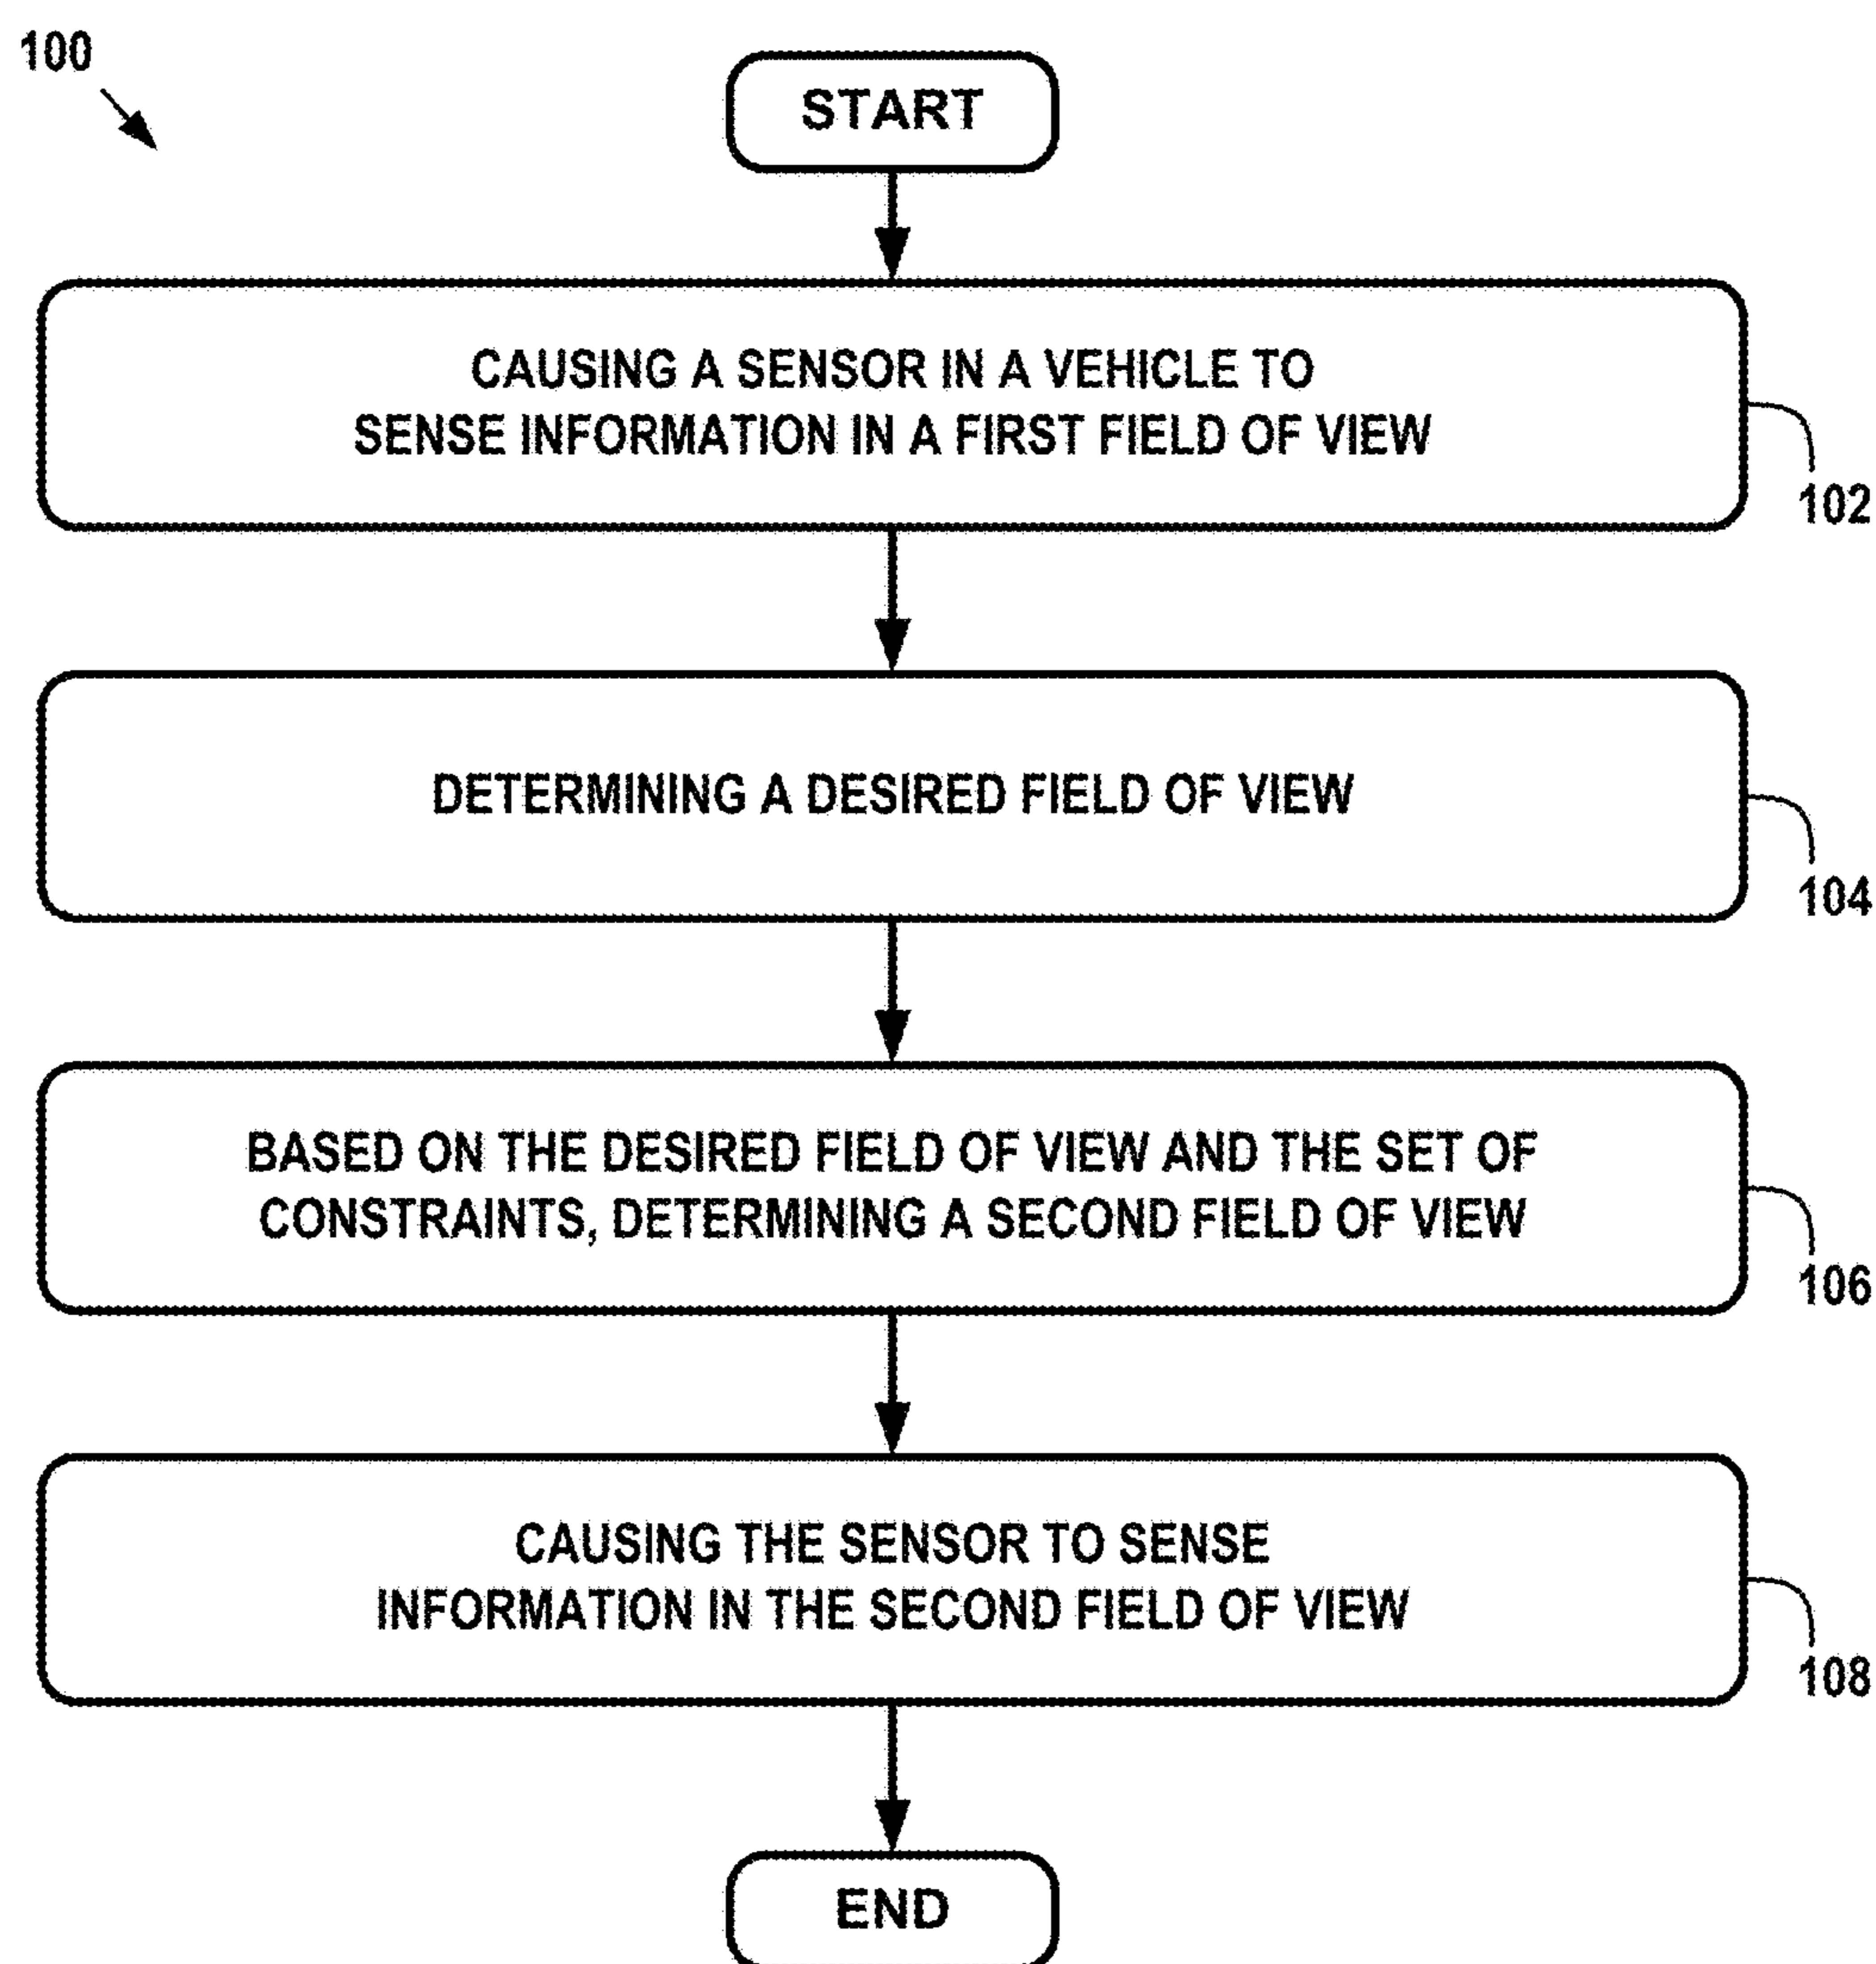 100
START
CAUSING A SENSOR IN A VEHICLE TO
SENSE INFORMATION IN A FIRST FIELD OF VIEW
102
DETERMINING A DESIRED FIELD OF VIEW
104
BASED ON THE DESIRED FIELD OF VIEW AND THE SET OF
CONSTRAINTS, DETERMINING A SECOND FIELD OF VIEW
106
CAUSING THE SENSOR TO SENSE
INFORMATION IN THE SECOND FIELD OF VIEW
108
END